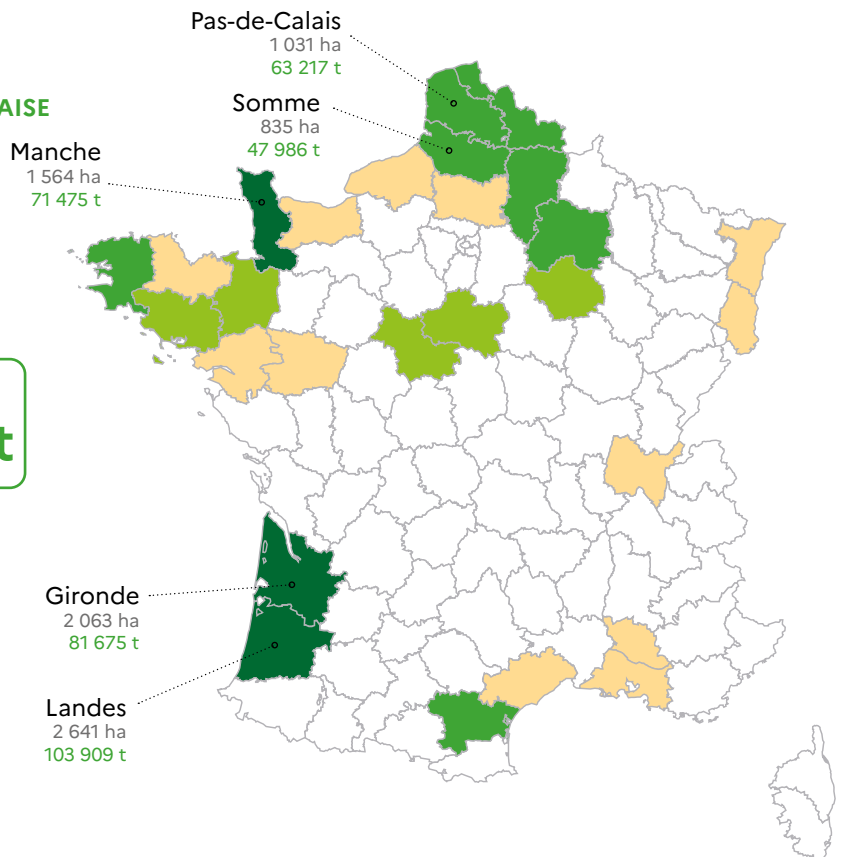 Pas-de-Calais
1 031 ha
63 217 t
AISE
Somme
835 ha
47 986 t
Manche
1 564 ha
71 475 t
t
Gironde
2 063 ha
81 675 t
Landes
2 641 ha
103 909 t